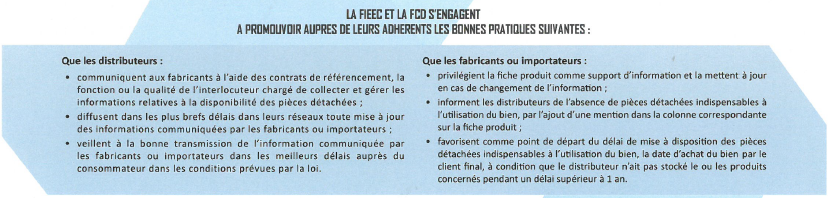 LA FIEEC ET LA FCD S'ENGAGENT
A PROMOUVOIR AUPRES DE LEURS ADHERENTS LES BONNES PRATIQUES SUIVANTES :
Que les distributeurs :
• communiquent aux fabricants à l'aide des contrats de référencement, la
fonction ou la qualité de l'interlocuteur chargé de collecter et gérer les
informations relatives à la disponibilité des pièces détachées ;
• diffusent dans les plus brefs délais dans leurs réseaux toute mise à jour
des informations communiquées par les fabricants ou importateurs ;
• veillent à la bonne transmission de l'information communiquée par
les fabricants ou importateurs dans les meilleurs délais auprès du
consommateur dans les conditions prévues par la loi.
Que les fabricants ou importateurs :
• privilégient la fiche produit comme support d'information et la mettent à jour
en cas de changement de l'information ;
• informent les distributeurs de l'absence de pièces détachées indispensables à
l'utilisation du bien, par l'ajout d'une mention dans la colonne correspondante
sur la fiche produit ;
• favorisent comme point de départ du délai de mise à disposition des pièces
détachées indispensables à l'utilisation du bien, la date d'achat du bien par le
client final, à condition que le distributeur n'ait pas stocké le ou les produits
concernés pendant un délai supérieur à 1 an.